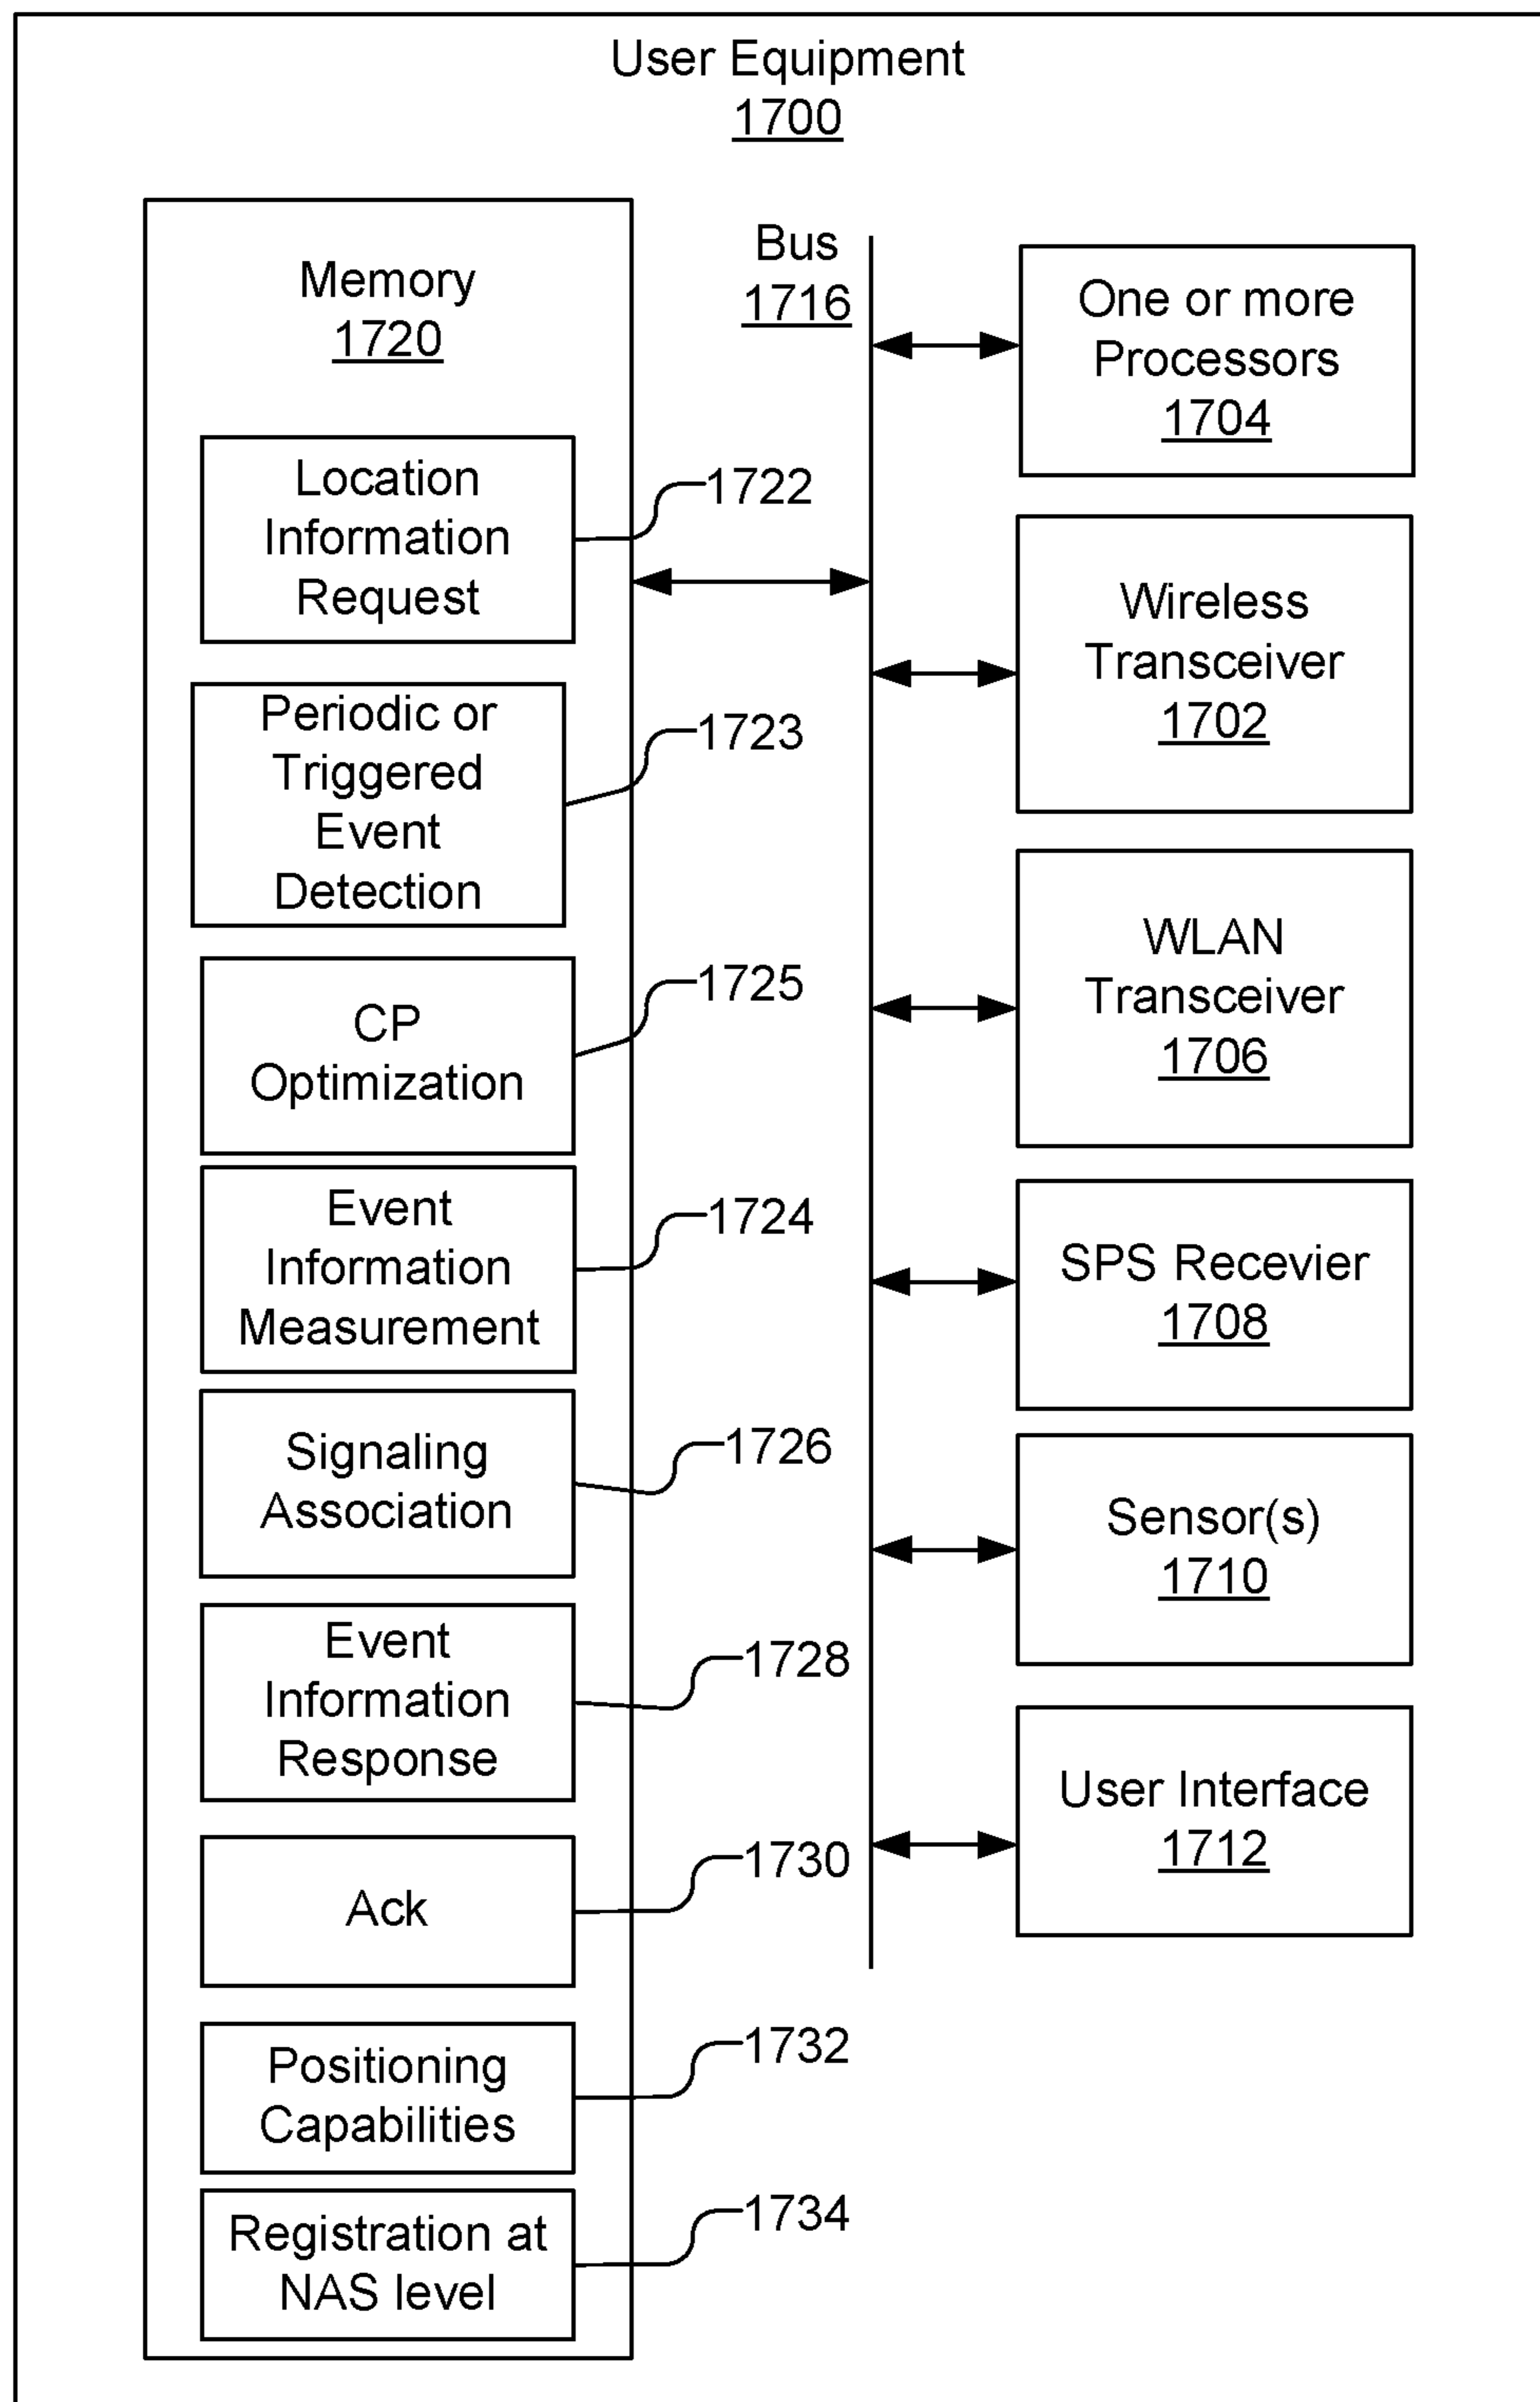 User Equipment
1700
Memory
1720
Location
Information
Request
1722
Periodic or
Triggered
Event
Detection
1723
CP
Optimization
1725
Event
Information
Measurement
1724
Signaling
Association
1726
Event
Information
Response
1728
Ack
1730
Positioning
Capabilities
1732
Registration at
NAS level
1734
Bus
1716
One or more
Processors
1704
Wireless
Transceiver
1702
WLAN
Transceiver
1706
SPS Recevier
1708
Sensor(s)
1710
User Interface
1712